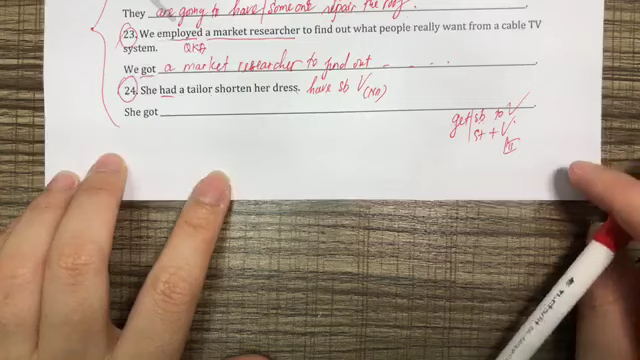 They are going to have/someone repair the roof.
23. We employed a market researcher to find out what people really want from a cable TV
system.
QKĐ
We got a market researcher to find out . . . .
24. She had a tailor shorten her dress. have sb V(no)
She got
get/sb to V
st + V
III